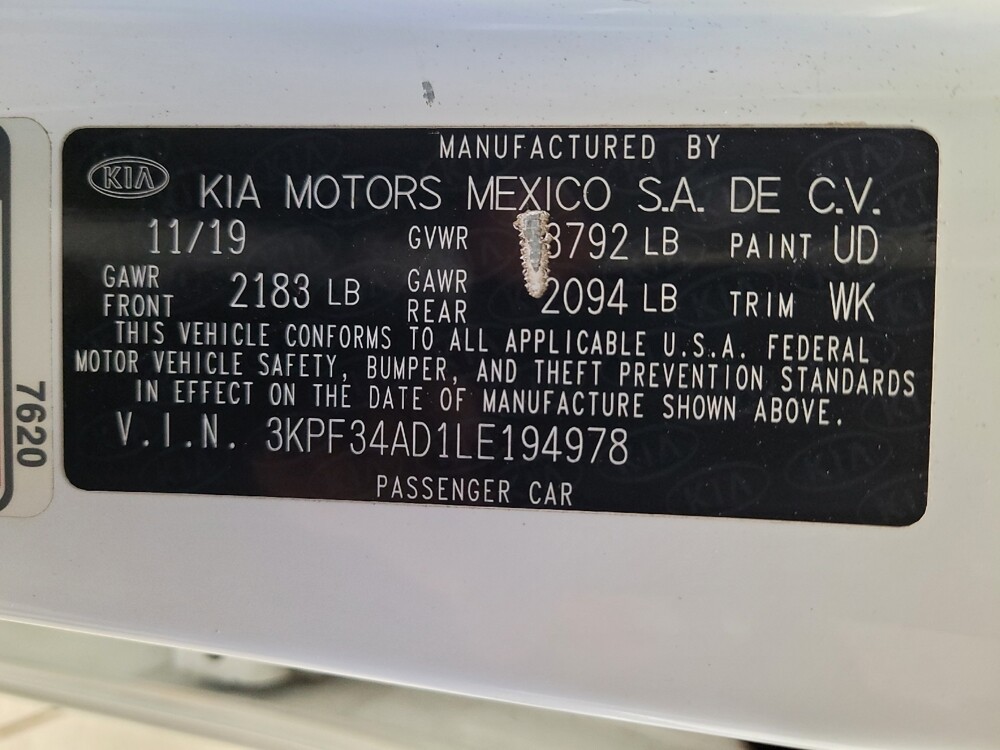 MANUFACTURED BY
KIA KIA MOTORS MEXICO S.A. DE C.V.
11/19 GVWR 3792 LB PAINT UD
GAWR FRONT 2183 LB GAWR REAR 2094 LB TRIM WK
THIS VEHICLE CONFORMS TO ALL APPLICABLE U.S.A. FEDERAL
MOTOR VEHICLE SAFETY, BUMPER, AND THEFT PREVENTION STANDARDS
IN EFFECT ON THE DATE OF MANUFACTURE SHOWN ABOVE.
V.I.N. 3KPF34AD1LE194978
PASSENGER CAR
7620